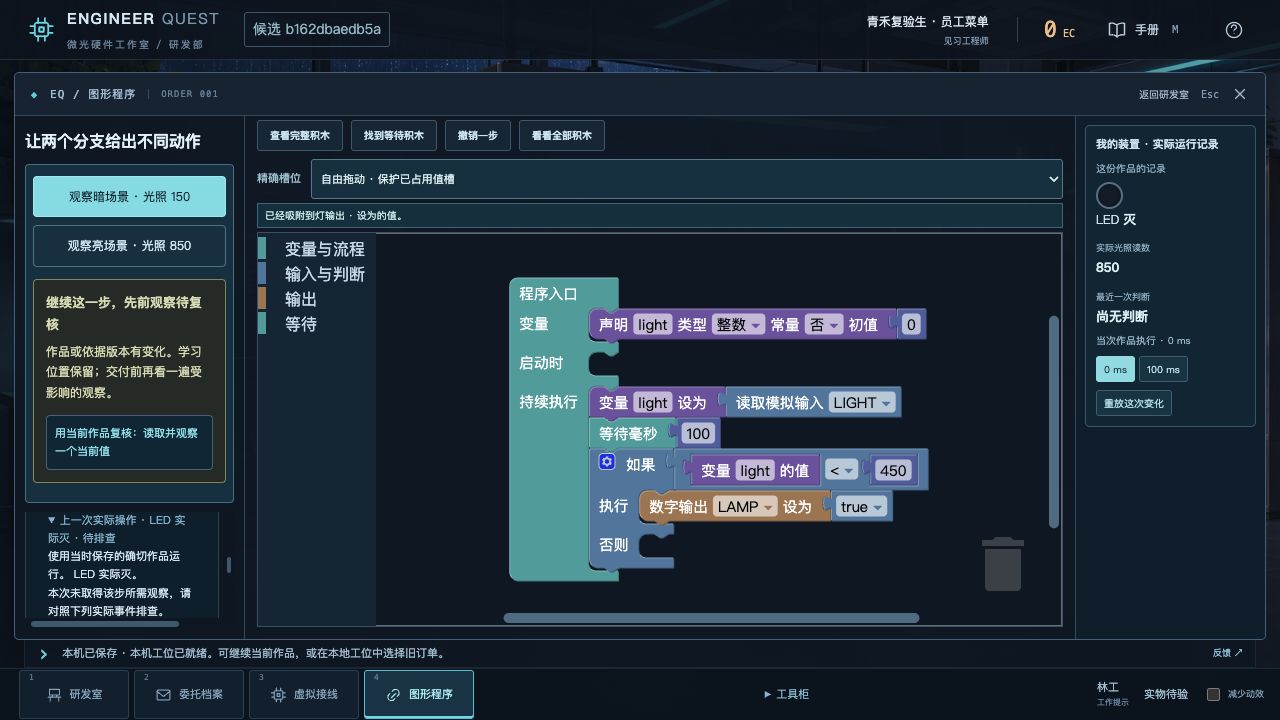 ENGINEER QUEST
微光硬件工作室 / 研发部
候选 b162dbaedb5a
青禾复验生 · 员工菜单
见习工程师
0 EC
手册 M
EQ / 图形程序
ORDER 001
返回研发室 Esc
让两个分支给出不同动作
观察暗场景 · 光照 150
观察亮场景 · 光照 850
继续这一步，先前观察待复
核
作品或依据版本有变化。学习
位置保留；交付前再看一遍受
影响的观察。
用当前作品复核：读取并观察
一个当前值
▼ 上一次实际操作 · LED 实
际灭 · 待排查
使用当时保存的确切作品运
行。 LED 实际灭。
本次未取得该步所需观察，请
对照下列实际事件排查。
查看完整积木
找到等待积木
撤销一步
看看全部积木
精确槽位
自由拖动 · 保护已占用值槽
已经吸附到灯输出 · 设为的值。
变量与流程
输入与判断
输出
等待
程序入口
变量
声明 light 类型 整数 常量 否 初值 0
启动时
持续执行
变量 light 设为 读取模拟输入 LIGHT
等待毫秒 100
如果 变量 light 的值 < 450
执行 数字输出 LAMP 设为 true
否则
我的装置 · 实际运行记录
这份作品的记录
LED 灭
实际光照读数
850
最近一次判断
尚无判断
当次作品执行 · 0 ms
0 ms
100 ms
重放这次变化
本机已保存 · 本机工位已就绪。可继续当前作品，或在本地工位中选择旧订单。
反馈 ↗
1 研发室
2 委托档案
3 虚拟接线
4 图形程序
▶ 工具柜
林工
工作提示
实物待验
减少动效